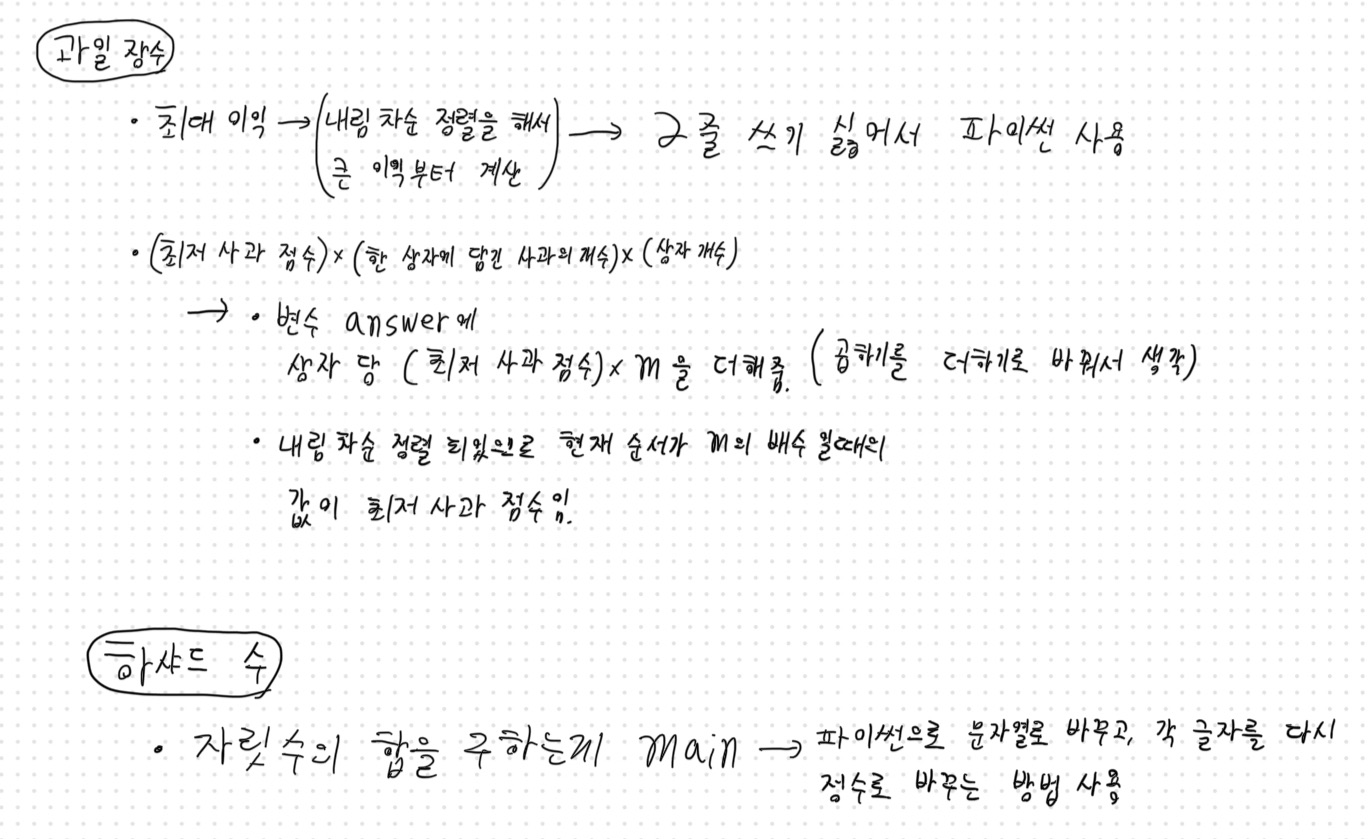 과일 장수
• 최대 이익 → (내림 차순 정렬을 해서 → 2줄 쓰기 싫어서 파이썬 사용
큰 이익부터 계산)
• (최저 사과 점수) × (한 상자에 담긴 사과의 개수) × (상자 개수)
→ • 변수 answer에
상자 당 (최저 사과 점수) × m 을 더해줌. (곱하기를 더하기로 바꿔서 생각)
• 내림 차순 정렬 되있으므로 현재 순서가 m의 배수 일때의
값이 최저 사과 점수임.
하샤드 수
• 자릿수의 합을 구하는게 main → 파이썬으로 문자열로 바꾸고, 각 글자를 다시
정수로 바꾸는 방법 사용